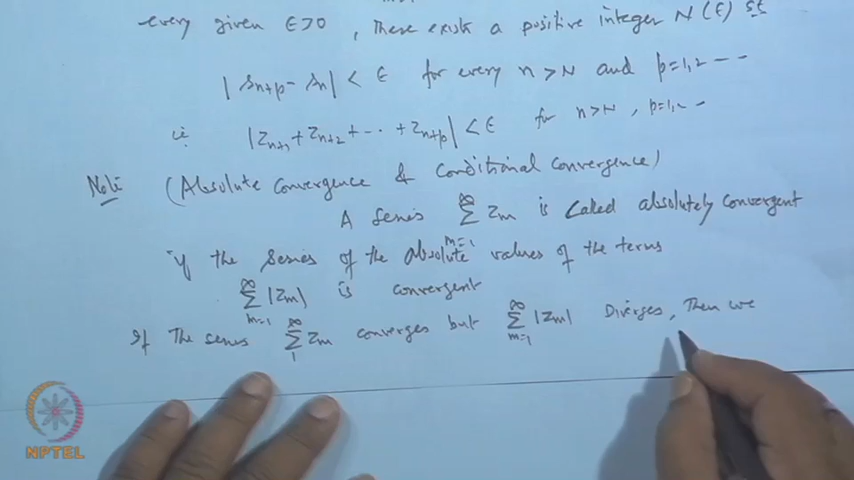 every given ε>0, there exists a positive integer N(ε) st
|Sn+p − Sn| < ε for every n>N and p=1,2---
ie |Zn+1 + Zn+2 + ... + Zn+p| < ε for n>N, p=1,2--
Note (Absolute Convergence & Conditional Convergence)
A Series ∞ Σ m=1 Zm is Called absolutely Convergent
if the Series of the Absolute values of the terms
∞ Σ m=1 |Zm| is convergent
If The series ∞ Σ 1 Zm converges but ∞ Σ m=1 |Zm| Diverges, Then we
NPTEL